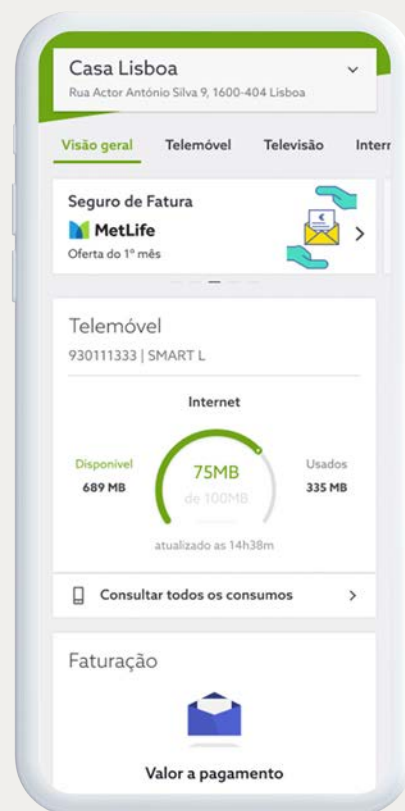 Casa Lisboa
Rua Actor António Silva 9, 1600-404 Lisboa
Visão geral Telemóvel Televisão Intern
Seguro de Fatura
MetLife
Oferta do 1º mês
€
Telemóvel
930111333 | SMART L
Internet
Disponível
689 MB
75MB
de 100MB
Usados
335 MB
atualizado as 14h38m
Consultar todos os consumos
Faturação
Valor a pagamento